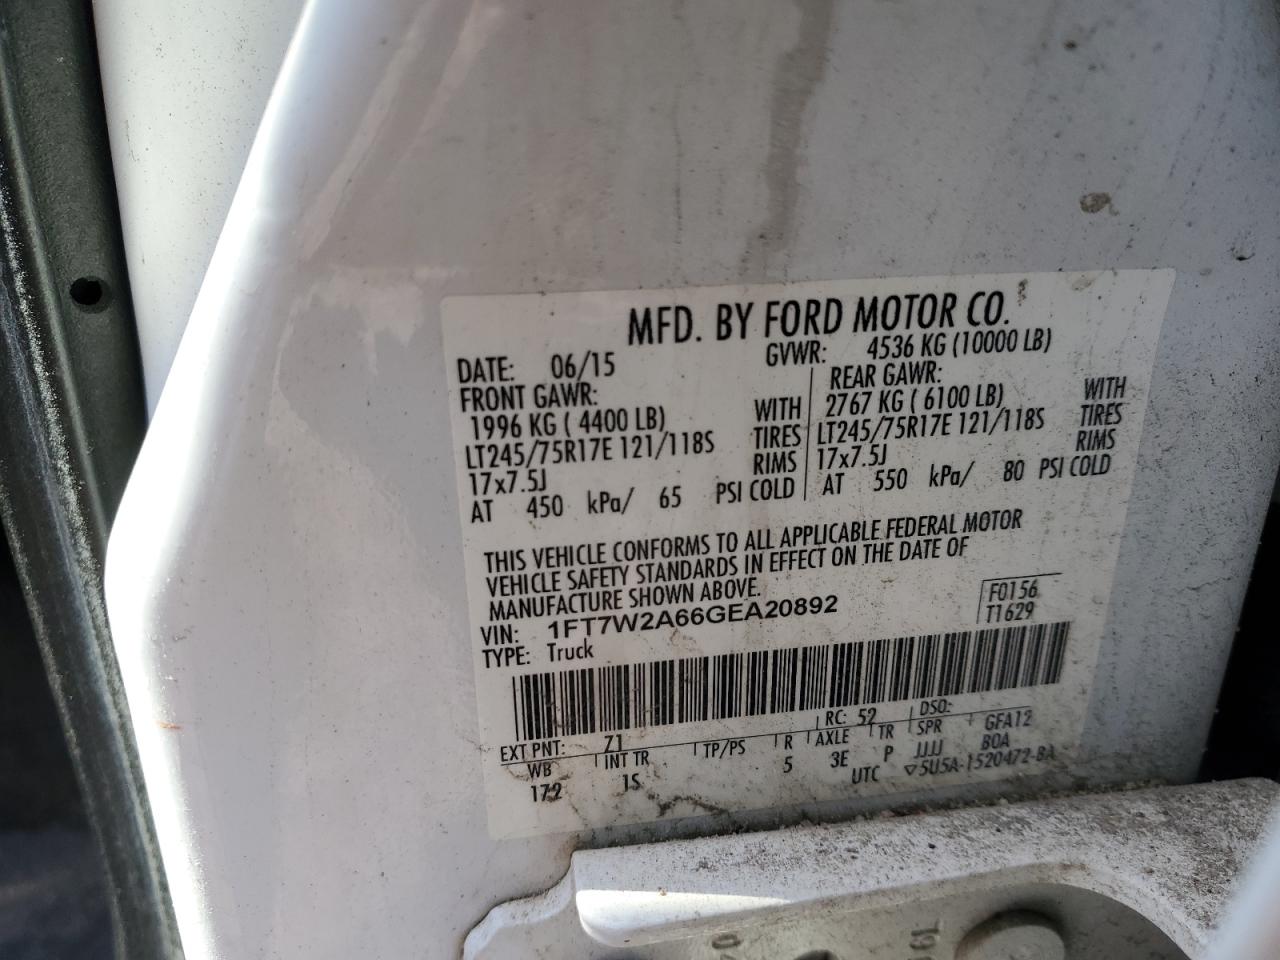 MFD. BY FORD MOTOR CO.
DATE: 06/15 GVWR: 4536 KG (10000 LB)
FRONT GAWR: REAR GAWR:
1996 KG ( 4400 LB) WITH 2767 KG ( 6100 LB) WITH
LT245/75R17E 121/118S TIRES LT245/75R17E 121/118S TIRES
17x7.5J RIMS 17x7.5J RIMS
AT 450 kPa/ 65 PSI COLD AT 550 kPa/ 80 PSI COLD
THIS VEHICLE CONFORMS TO ALL APPLICABLE FEDERAL MOTOR
VEHICLE SAFETY STANDARDS IN EFFECT ON THE DATE OF
MANUFACTURE SHOWN ABOVE.
VIN: 1FT7W2A66GEA20892 F0156
TYPE: Truck T1629
EXT PNT: Z1 RC: 52 DSO:
WB INT TR TP/PS R AXLE TR SPR GFA12
172 1S 5 3E P JJJJ BOA
UTC ▽5U5A-1520472-BA
61